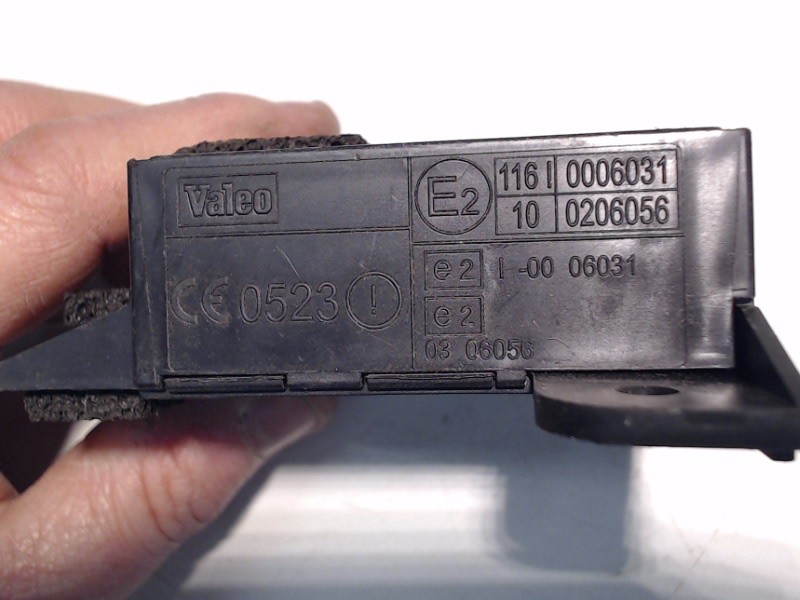 Valeo
CE 0523 !
E2
116 I 0006031
10 0206056
e2 I -00 06031
e2
03 06056